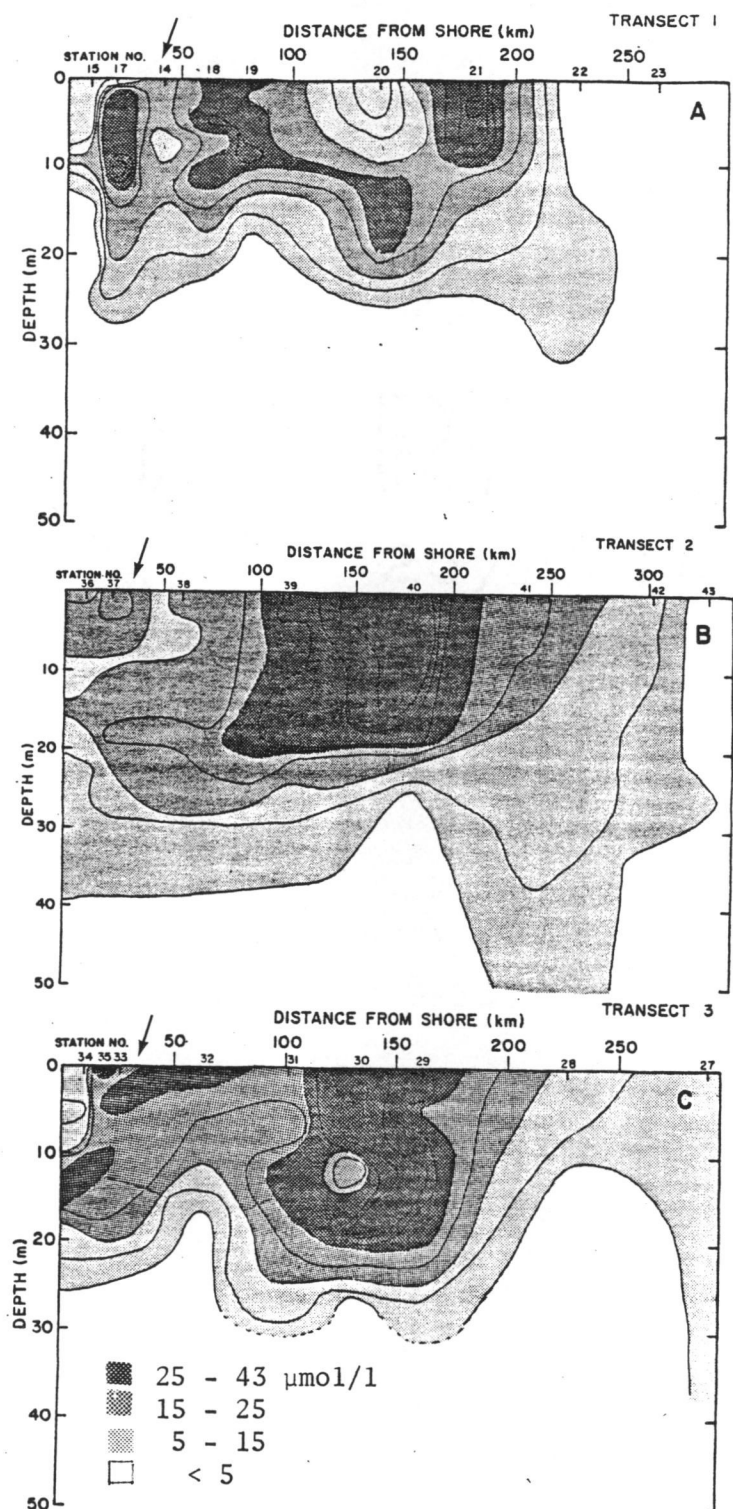 TRANSECT 1
DISTANCE FROM SHORE (km)
STATION NO. 50 100 150 200 250
15 17 14 18 19 20 21 22 23
A
0
10
20
30
40
50
DEPTH (m)
TRANSECT 2
DISTANCE FROM SHORE (km)
STATION NO. 50 100 150 200 250 300
36 37 38 39 40 41 42 43
B
10
20
30
40
50
DEPTH (m)
TRANSECT 3
DISTANCE FROM SHORE (km)
STATION NO. 50 100 150 200 250
34 35 33 32 31 30 29 28 27
C
0
10
20
30
40
50
DEPTH (m)
25 - 43 μmol/l
15 - 25
5 - 15
< 5